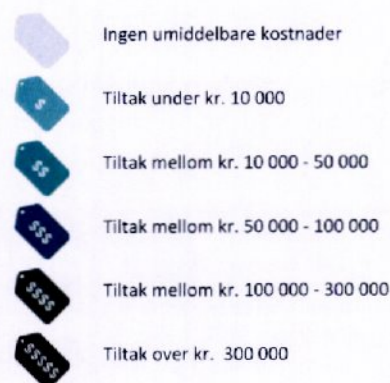 Ingen umiddelbare kostnader
$ Tiltak under kr. 10 000
$$ Tiltak mellom kr. 10 000 - 50 000
$$$ Tiltak mellom kr. 50 000 - 100 000
$$$$ Tiltak mellom kr. 100 000 - 300 000
$$$$$ Tiltak over kr. 300 000